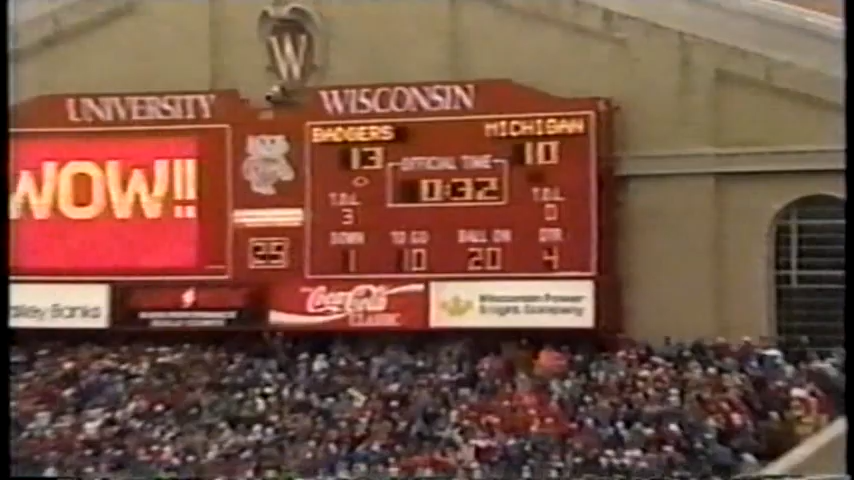 W
UNIVERSITY WISCONSIN
WOW!!
BADGERS MICHIGAN
13 OFFICIAL TIME 10
0:32
T.O.L. T.O.L.
3 0
DOWN TO GO BALL ON QTR
1 10 20 4
25
Coca-Cola
CLASSIC
Wisconsin Power
& Light Company
Banks